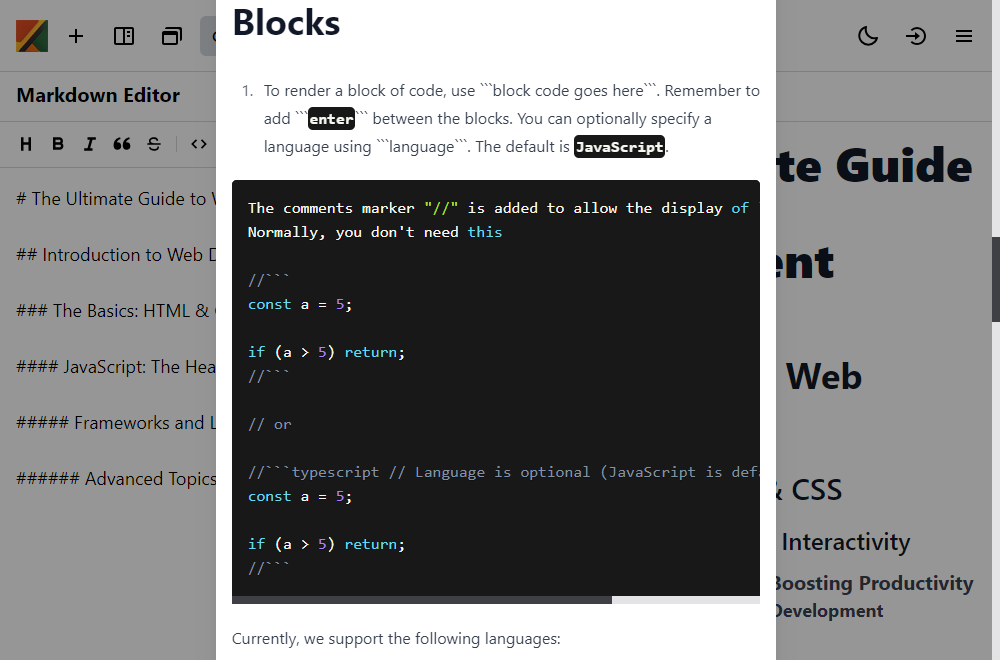 Markdown Editor
H B I S <>
# The Ultimate Guide to
## Introduction to Web
### The Basics: HTML &
#### JavaScript: The
##### Frameworks and
###### Advanced Topics
Blocks
1. To render a block of code, use ```block code goes here```. Remember to
add ```enter``` between the blocks. You can optionally specify a
language using ```language```. The default is JavaScript.
The comments marker "//" is added to allow the display of
Normally, you don't need this
//```
const a = 5;
if (a > 5) return;
//```
// or
//```typescript // Language is optional (JavaScript is
const a = 5;
if (a > 5) return;
//```
Currently, we support the following languages:
Guide
Web
& CSS
Interactivity
Boosting Productivity
Development